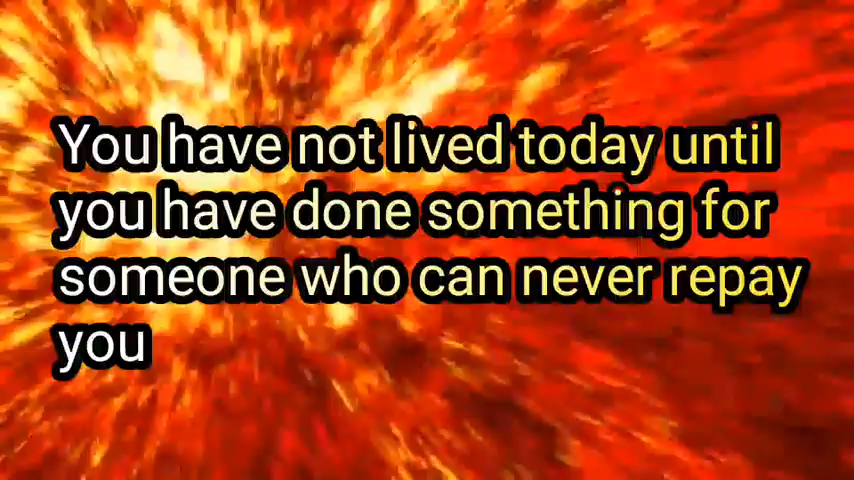 You have not lived today until
you have done something for
someone who can never repay
you